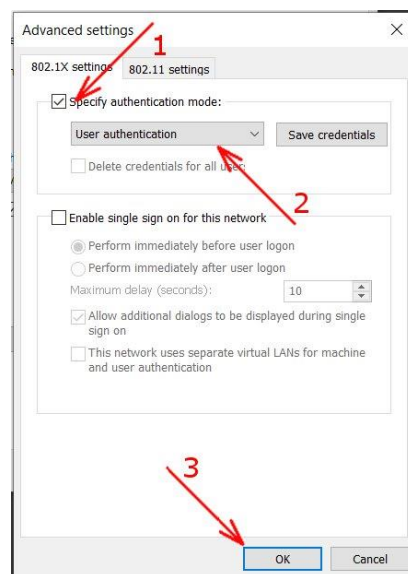 Advanced settings
1
802.1X settings
802.11 settings
Specify authentication mode:
User authentication
Save credentials
Delete credentials for all users
2
Enable single sign on for this network
Perform immediately before user logon
Perform immediately after user logon
Maximum delay (seconds):
10
Allow additional dialogs to be displayed during single
sign on
This network uses separate virtual LANs for machine
and user authentication
3
OK
Cancel